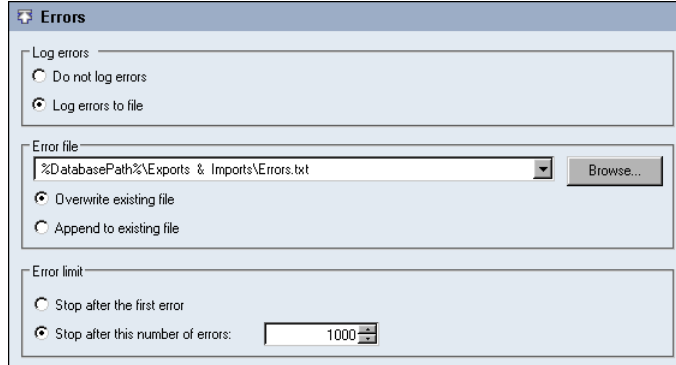 Errors
Log errors
Do not log errors
Log errors to file
Error file
%DatabasePath%\Exports & Imports\Errors.txt
Browse...
Overwrite existing file
Append to existing file
Error limit
Stop after the first error
Stop after this number of errors: 1000